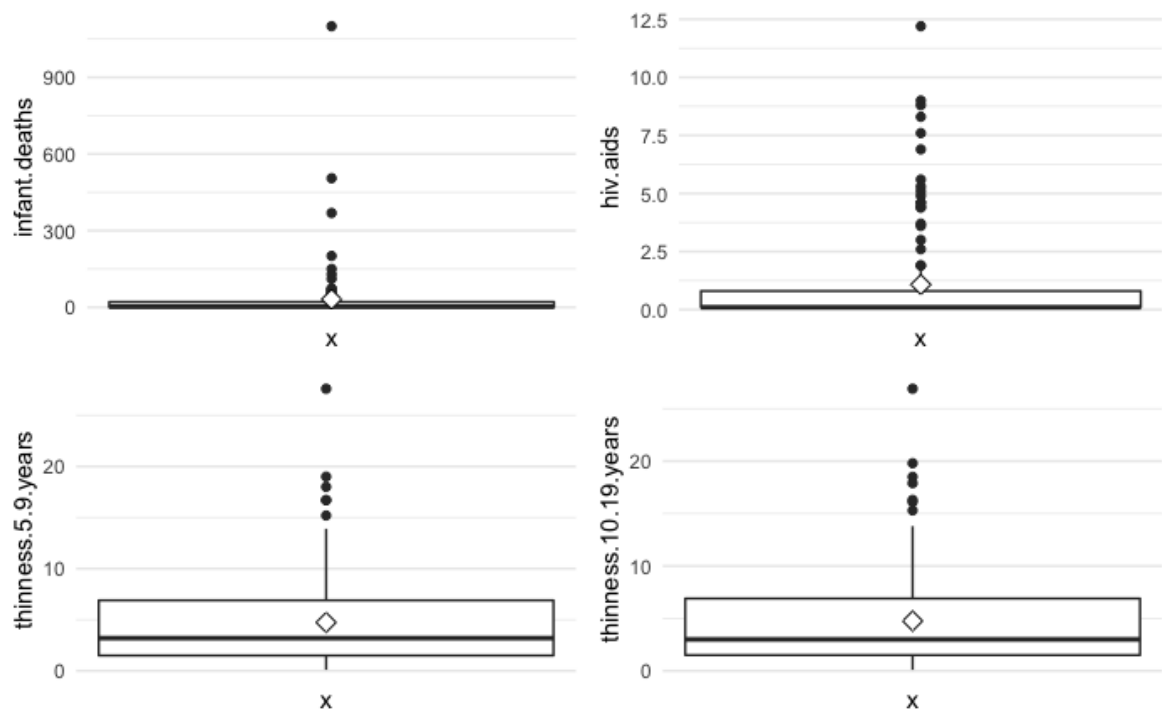 infant.deaths
900
600
300
0
x
hiv.aids
12.5
10.0
7.5
5.0
2.5
0.0
x
thinness.5.9.years
20
10
0
x
thinness.10.19.years
20
10
0
x